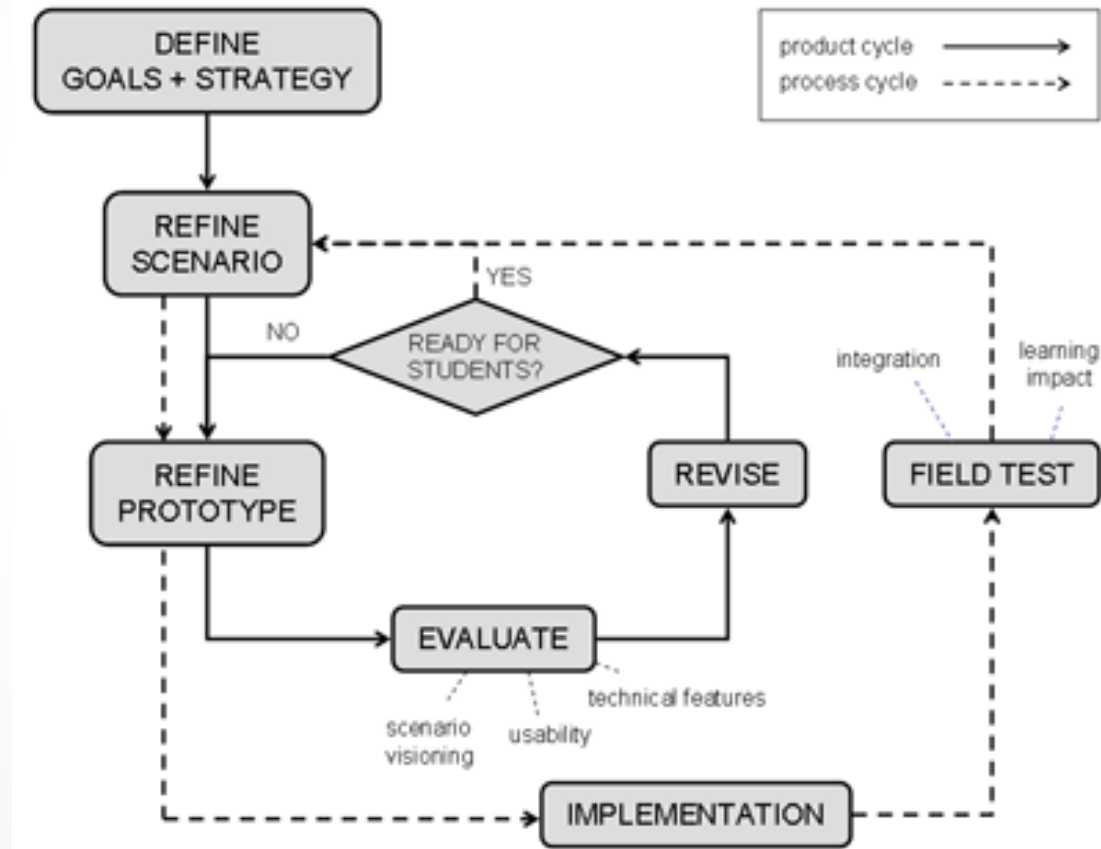 DEFINE
GOALS + STRATEGY
product cycle
process cycle
REFINE
SCENARIO
YES
NO
READY FOR
STUDENTS?
integration
learning
impact
REFINE
PROTOTYPE
REVISE
FIELD TEST
EVALUATE
technical features
scenario
visioning
usability
IMPLEMENTATION